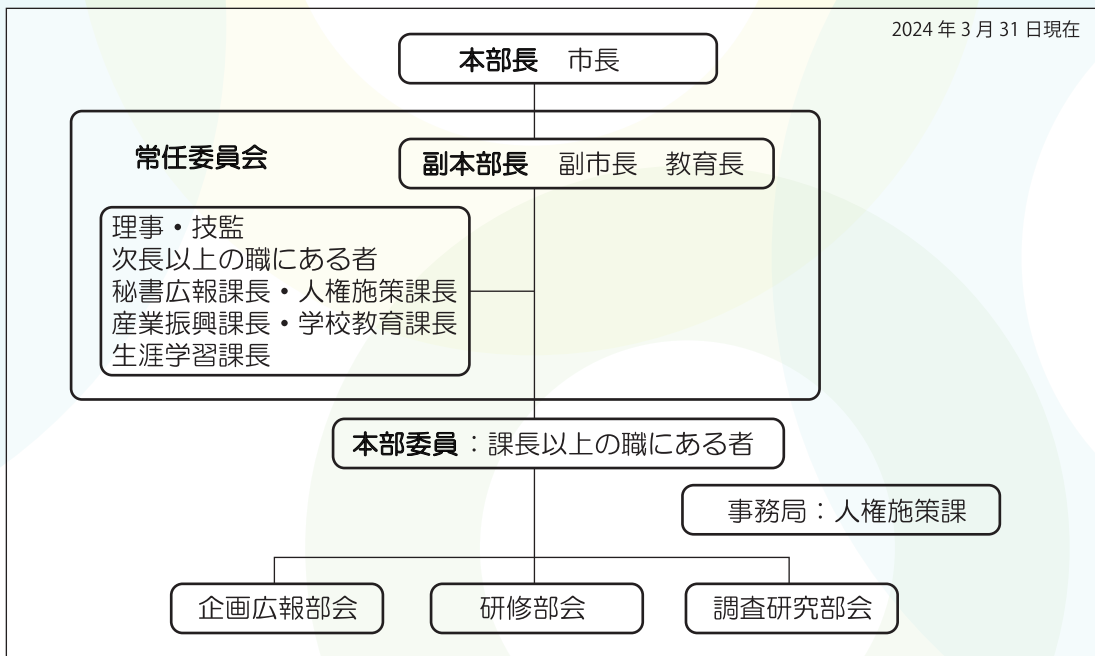 2024 年 3 月 31 日現在
本部長　市長
常任委員会
副本部長　副市長　教育長
理事・技監
次長以上の職にある者
秘書広報課長・人権施策課長
産業振興課長・学校教育課長
生涯学習課長
本部委員：課長以上の職にある者
事務局：人権施策課
企画広報部会
研修部会
調査研究部会